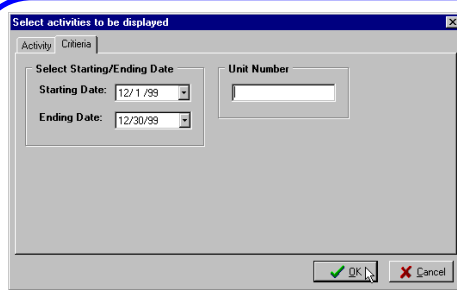 Select activities to be displayed
Activity Criteria
Select Starting/Ending Date Unit Number
Starting Date: 12/ 1 /99
Ending Date: 12/30/99
OK Cancel